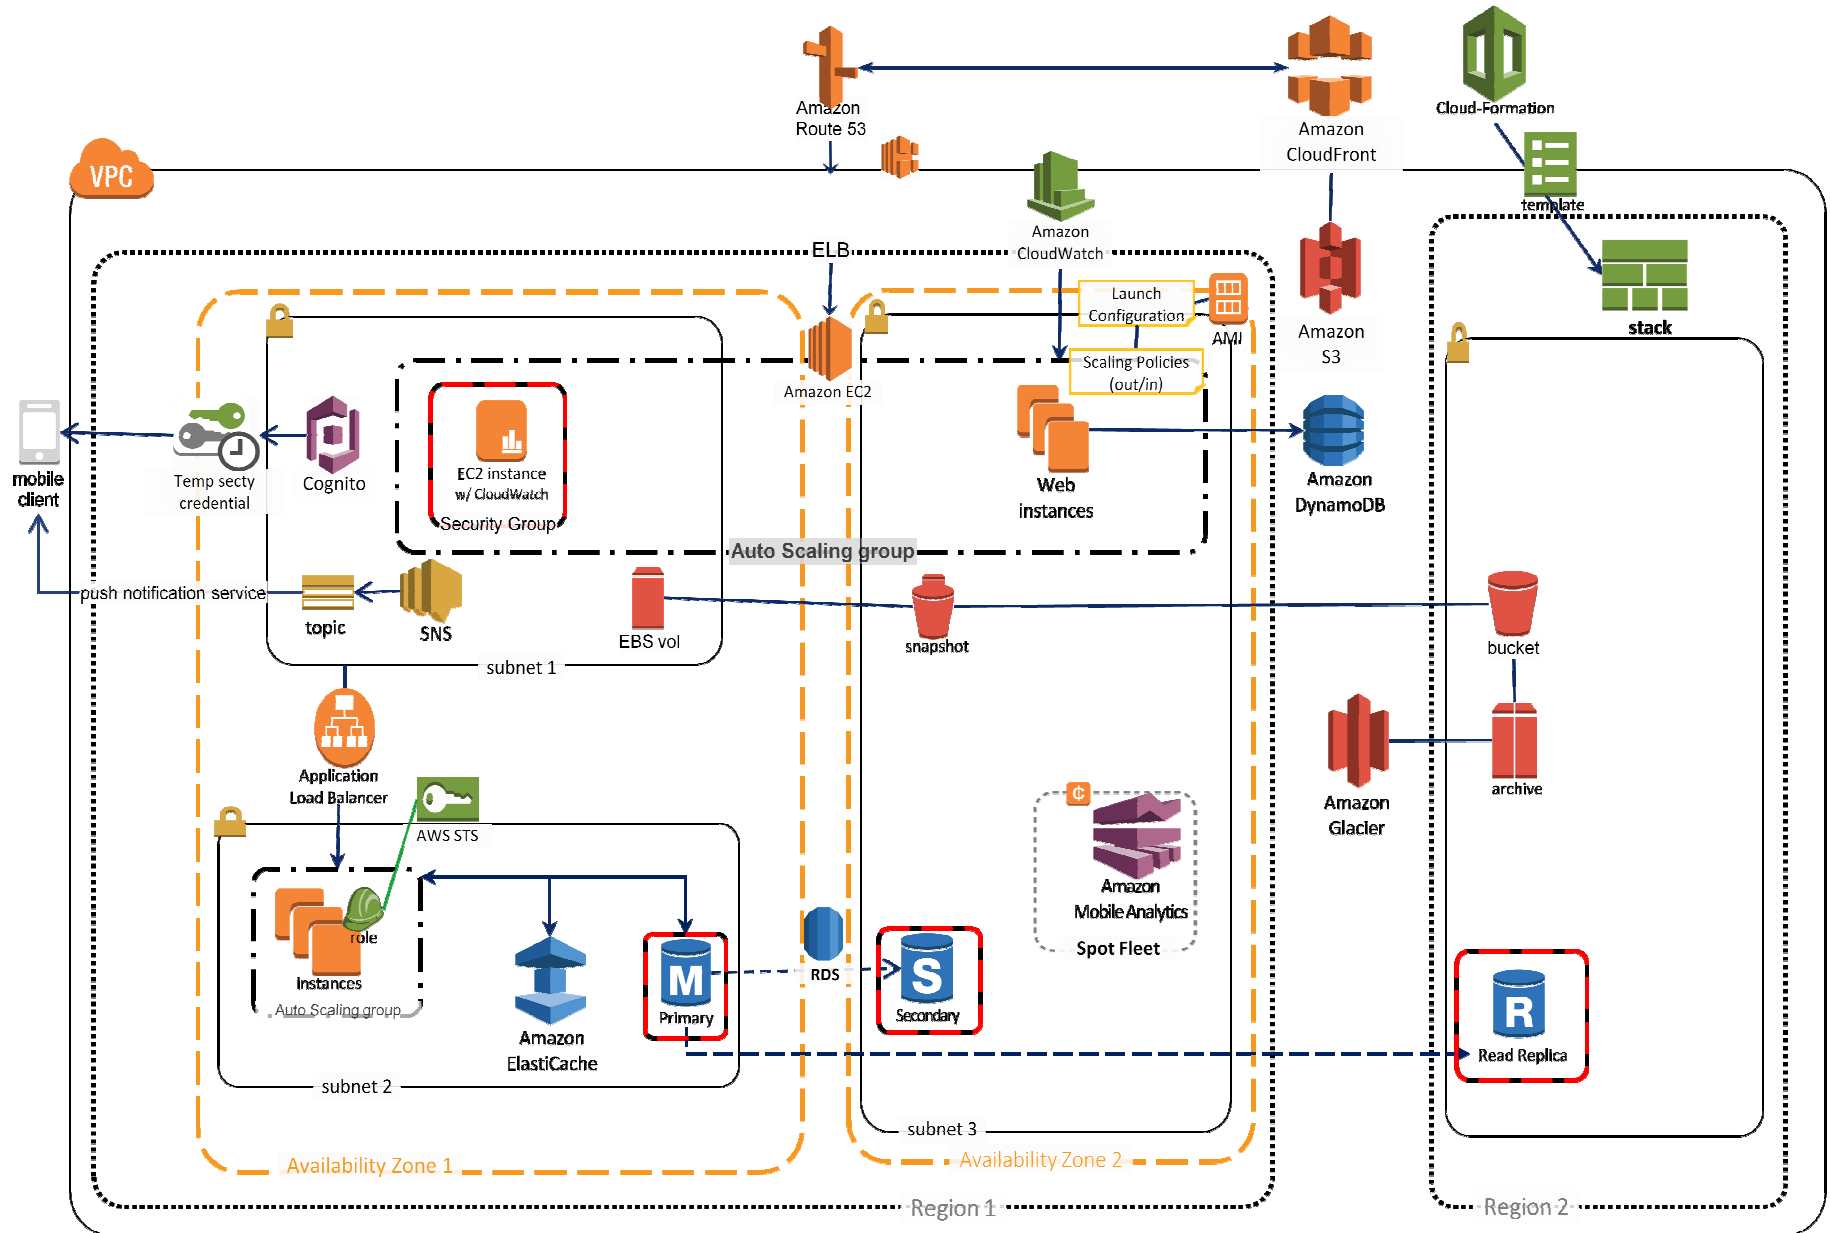 Amazon
Route 53
Amazon
CloudFront
Cloud-Formation
template
stack
VPC
ELB
Amazon
CloudWatch
Launch
Configuration
AMI
Scaling Policies
(out/in)
Amazon
S3
Amazon EC2
mobile
client
Temp secty
credential
Cognito
EC2 instance
w/ CloudWatch
Security Group
Web
instances
Amazon
DynamoDB
Auto Scaling group
push notification service
topic
SNS
EBS vol
snapshot
bucket
subnet 1
Application
Load Balancer
AWS STS
Amazon
Glacier
archive
role
Instances
Auto Scaling group
Amazon
ElastiCache
M
Primary
RDS
S
Secondary
₵
Amazon
Mobile Analytics
Spot Fleet
R
Read Replica
subnet 2
subnet 3
Availability Zone 1
Availability Zone 2
Region 1
Region 2